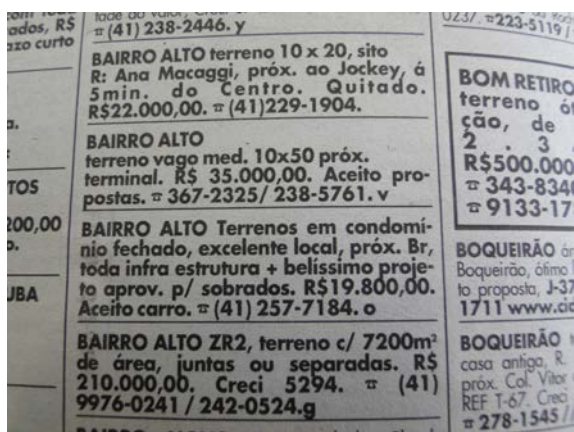 ados, R$
azo curto
TOS
200,00
JBA
(41) 238-2446. y
BAIRRO ALTO terreno 10 x 20, sito
R: Ana Macaggi, próx. ao Jockey, á
5min. do Centro. Quitado.
R$22.000,00. ☎(41)229-1904.
BAIRRO ALTO
terreno vago med. 10x50 próx.
terminal. R$ 35.000,00. Aceito pro-
postas. ☎ 367-2325/ 238-5761. v
BAIRRO ALTO Terrenos em condomí-
nio fechado, excelente local, próx. Br,
toda infra estrutura + belíssimo proje-
to aprov. p/ sobrados. R$19.800,00.
Aceito carro. ☎ (41) 257-7184. o
BAIRRO ALTO ZR2, terreno c/ 7200m²
de área, juntas ou separadas. R$
210.000,00. Creci 5294. ☎ (41)
9976-0241 / 242-0524.g
0237. ☎223-5119 /
BOM RETIRO
terreno
ção, de
2 . 3
R$500.000
☎ 343-834
☎ 9133-17
BOQUEIRÃO
Boqueirão, ótimo
to proposta, J-37
1711 www.cid
BOQUEIRÃO
casa antiga, R.
próx. Col. Vitor
REF T-67. Creci
☎ 278-1545 /